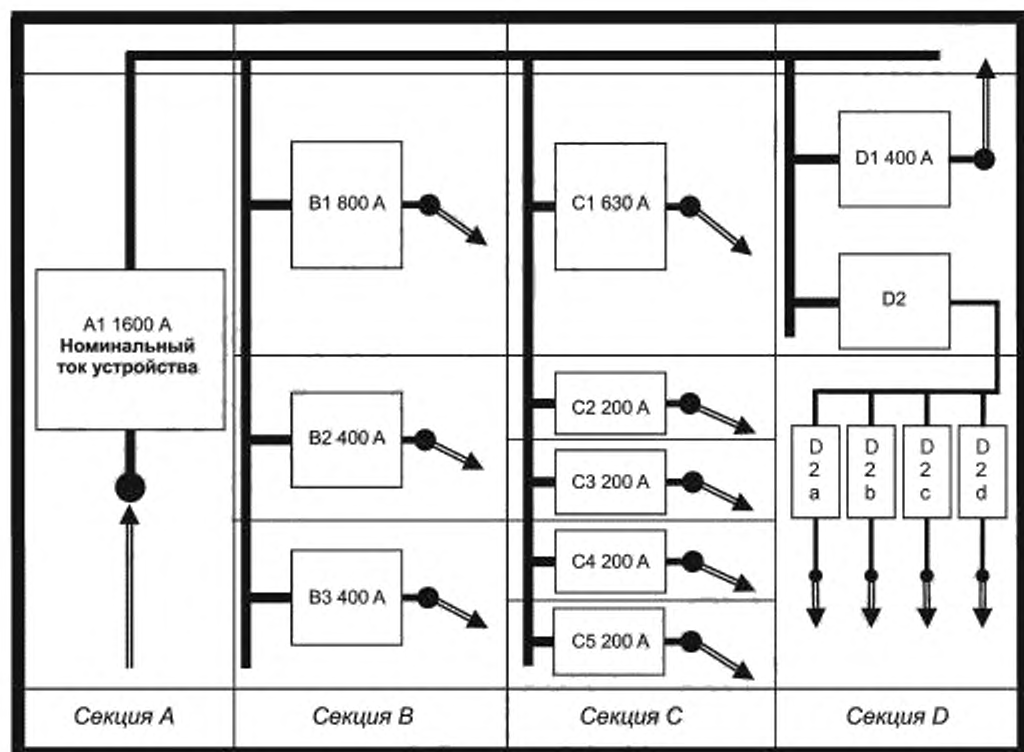 A1 1600 A
Номинальный
ток устройства
B1 800 A
B2 400 A
B3 400 A
C1 630 A
C2 200 A
C3 200 A
C4 200 A
C5 200 A
D1 400 A
D2
D
2
a
D
2
b
D
2
c
D
2
d
Секция A
Секция B
Секция C
Секция D